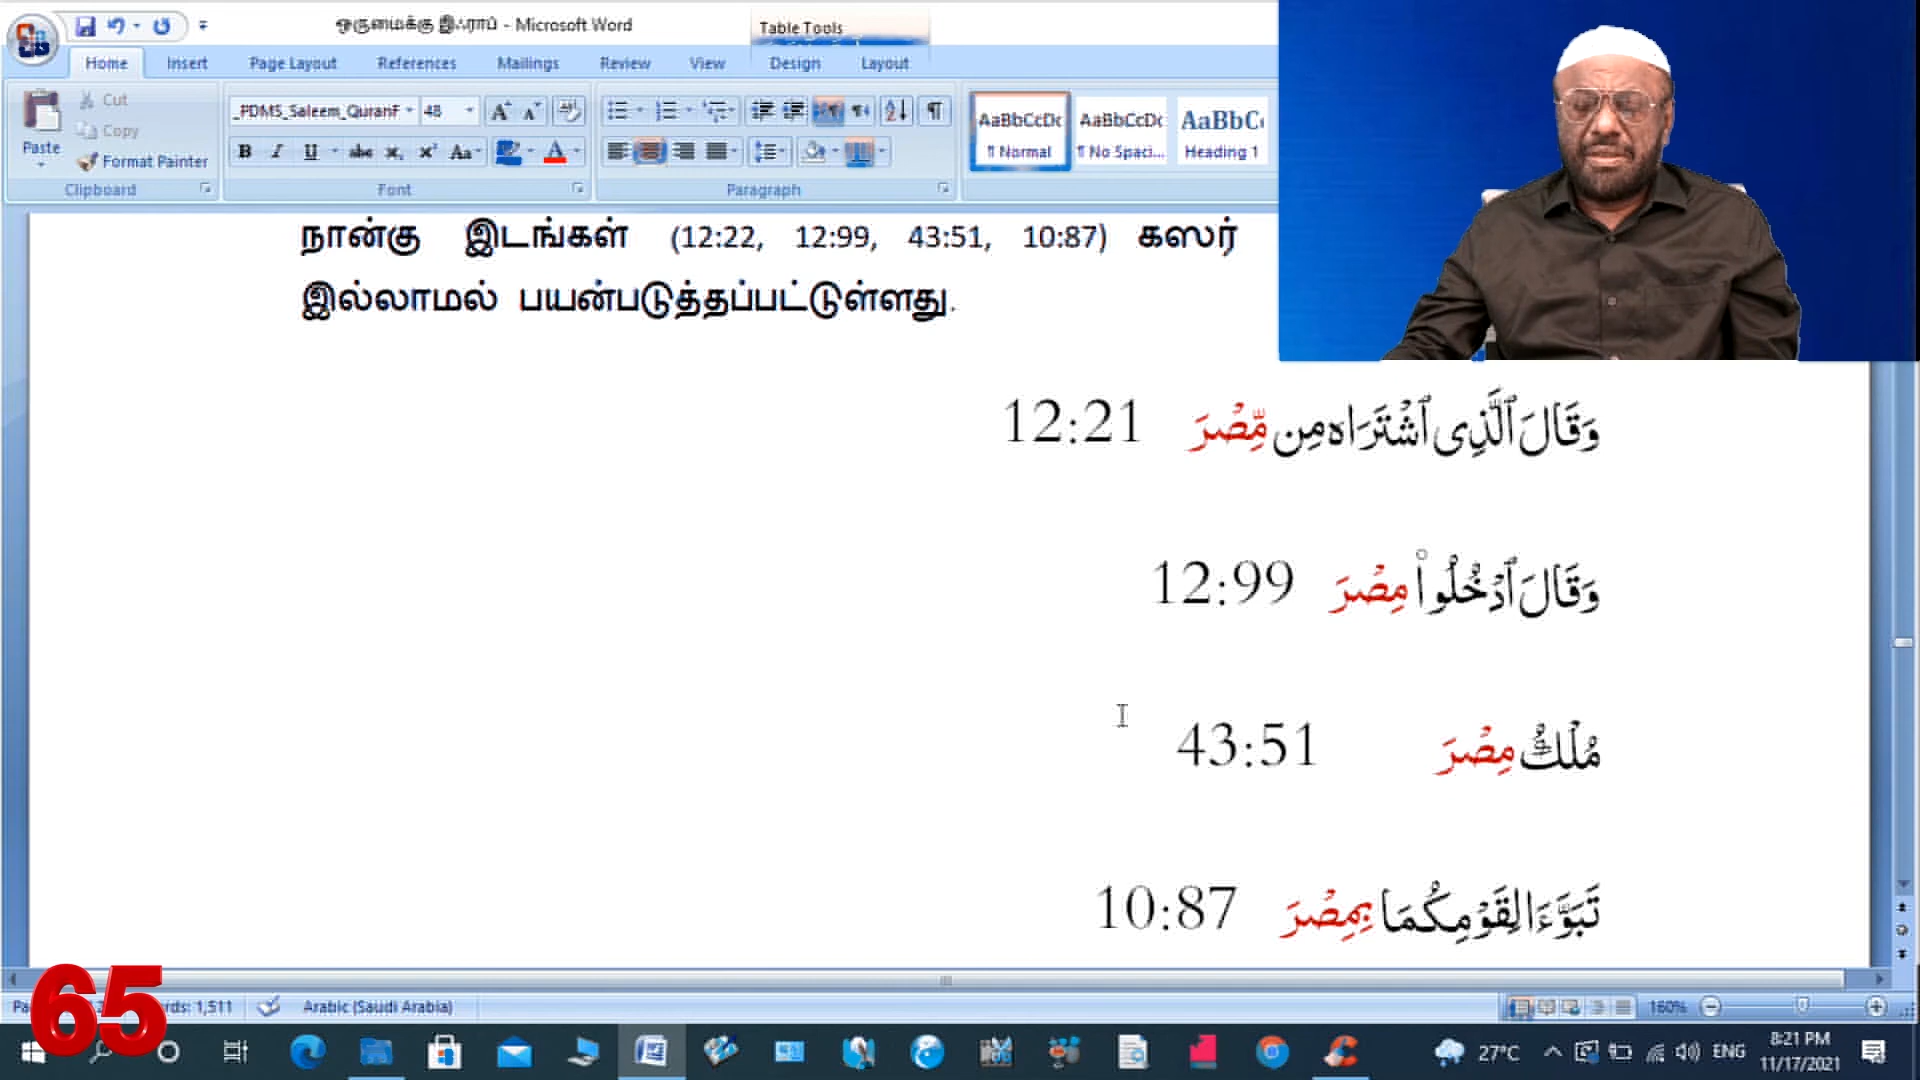 ஒருமைக்கு இஃராப் - Microsoft Word
Table Tools
Home Insert Page Layout References Mailings Review View Design Layout
Paste
Cut
Copy
Format Painter
Clipboard
_PDMS_Saleem_QuranF 48
Font
Paragraph
AaBbCcDc AaBbCcDc AaBbC
¶ Normal ¶ No Spaci... Heading 1
நான்கு இடங்கள் (12:22, 12:99, 43:51, 10:87) கஸர்
இல்லாமல் பயன்படுத்தப்பட்டுள்ளது.
وَقَالَ ٱلَّذِى ٱشْتَرَاه مِن مِّصْرَ 12:21
وَقَالَ ٱدْخُلُوا۟ مِصْرَ 12:99
مُلْكُ مِصْرَ 43:51
تَبَوَّءَا لِقَوْمِكُمَا بِمِصْرَ 10:87
65
rds: 1,511 Arabic (Saudi Arabia) 160%
27°C ENG 8:21 PM
11/17/2021